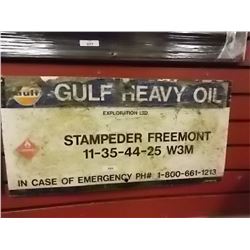 Gulf GULF HEAVY OIL
EXPLORATION LTD
STAMPEDER FREEMONT
11-35-44-25 W3M
IN CASE OF EMERGENCY PH# 1-800-661-1213